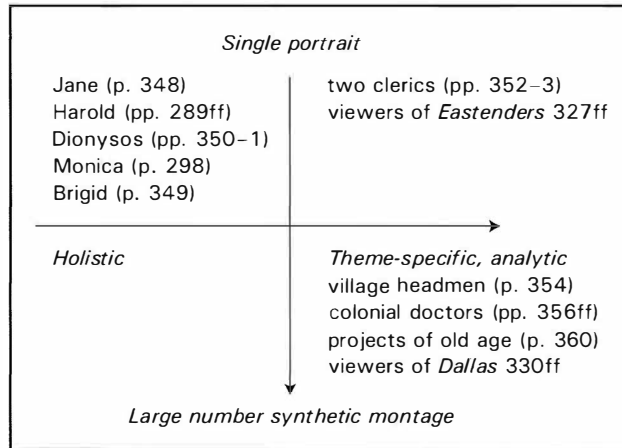 Single portrait
Jane (p. 348)
Harold (pp. 289ff)
Dionysos (pp. 350–1)
Monica (p. 298)
Brigid (p. 349)
two clerics (pp. 352–3)
viewers of Eastenders 327ff
Holistic
Theme-specific, analytic
village headmen (p. 354)
colonial doctors (pp. 356ff)
projects of old age (p. 360)
viewers of Dallas 330ff
Large number synthetic montage